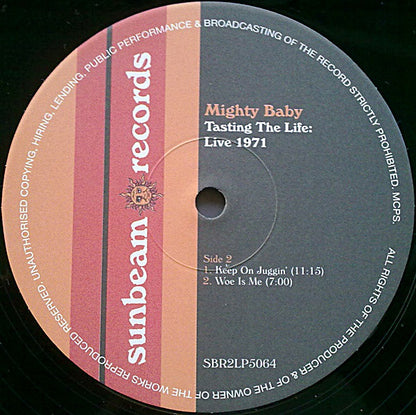 ALL RIGHTS OF THE PRODUCER & OF THE OWNER OF THE WORKS REPRODUCED RESERVED. UNAUTHORISED COPYING, HIRING, LENDING, PUBLIC PERFORMANCE & BROADCASTING OF THE RECORD STRICTLY PROHIBITED. MCPS.
sunbeam records
Mighty Baby
Tasting The Life:
Live 1971
Side 2
1. Keep On Juggin' (11:15)
2. Woe Is Me (7:00)
SBR2LP5064